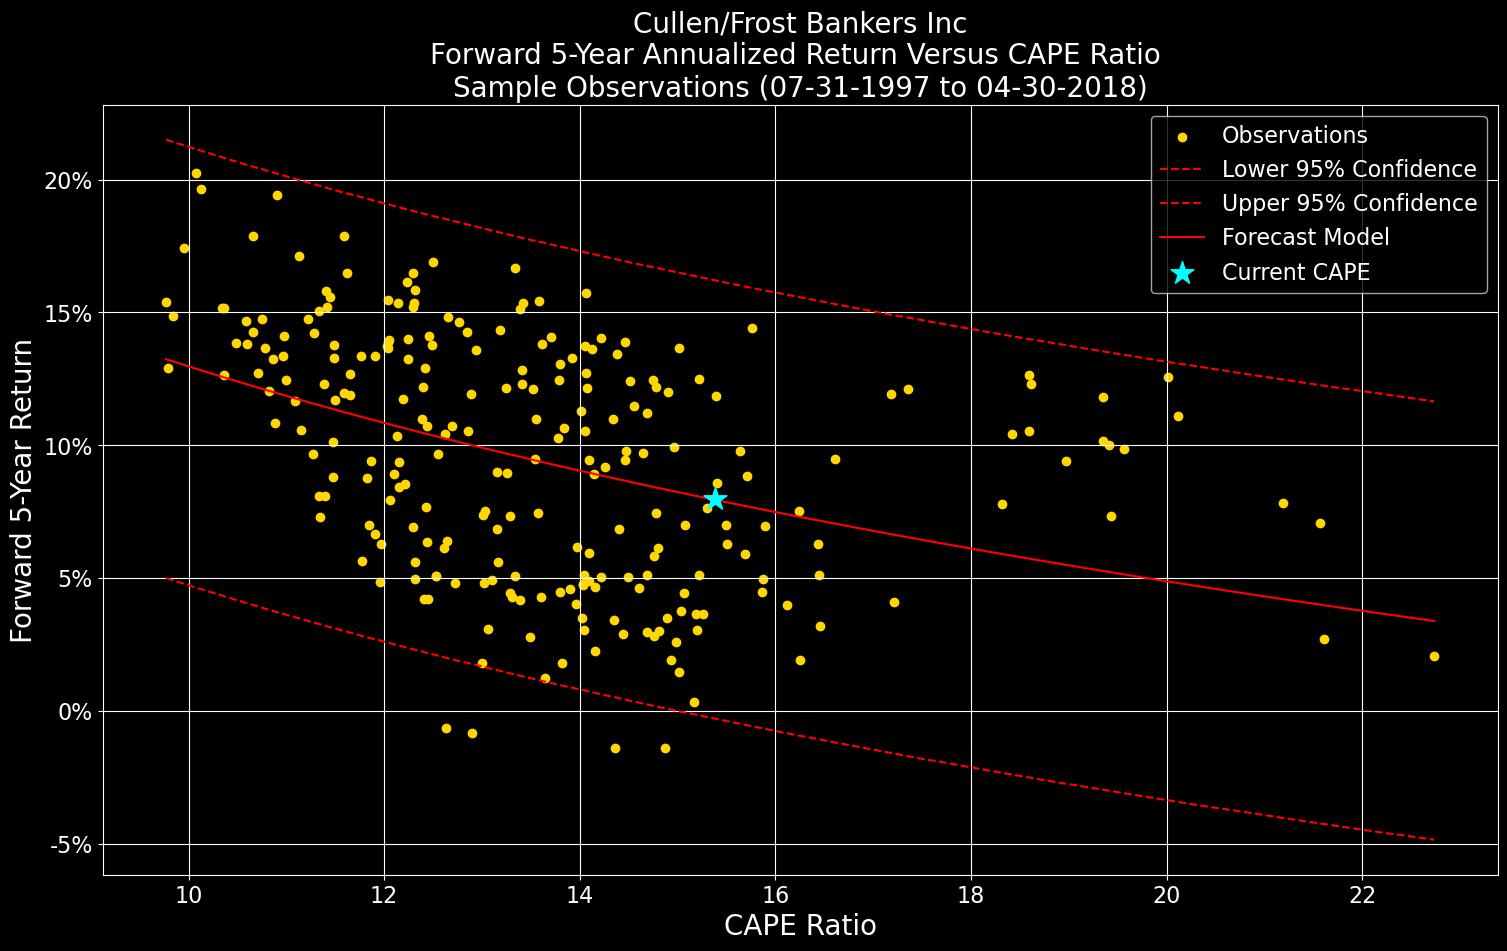 Cullen/Frost Bankers Inc
Forward 5-Year Annualized Return Versus CAPE Ratio
Sample Observations (07-31-1997 to 04-30-2018)
Observations
Lower 95% Confidence
Upper 95% Confidence
Forecast Model
Current CAPE
Forward 5-Year Return
20%
15%
10%
5%
0%
-5%
10 12 14 16 18 20 22
CAPE Ratio